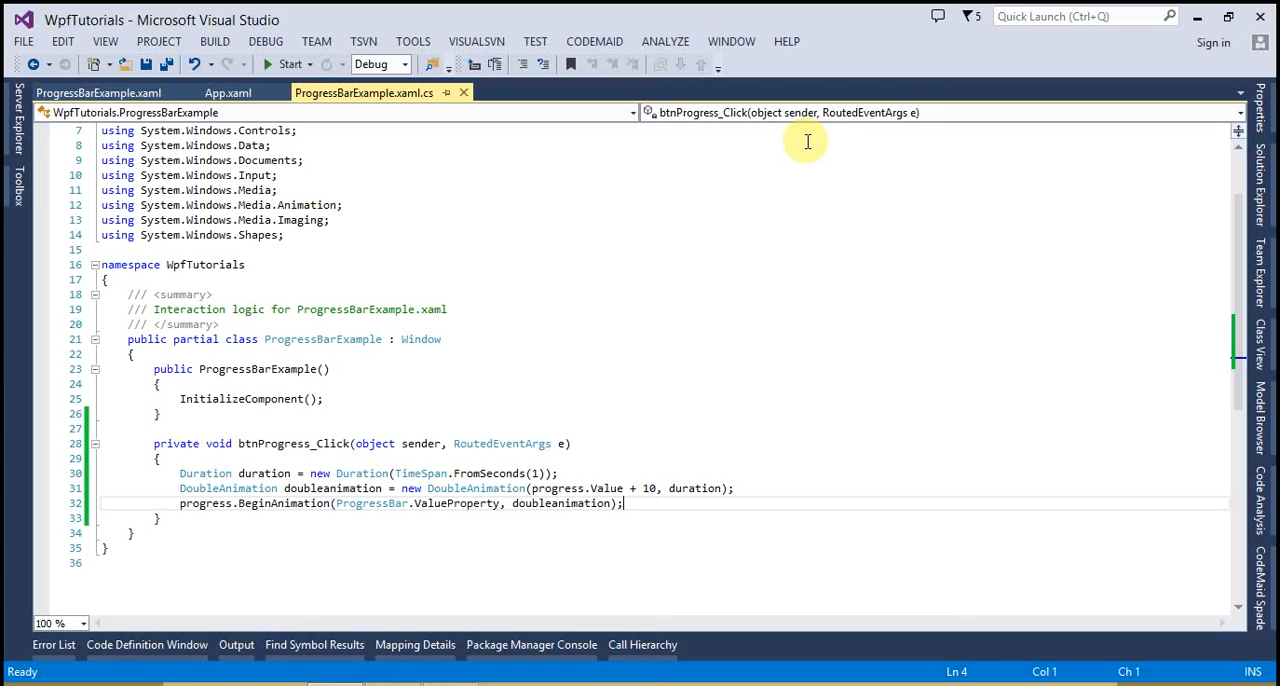 WpfTutorials - Microsoft Visual Studio
5
Quick Launch (Ctrl+Q)
FILE EDIT VIEW PROJECT BUILD DEBUG TEAM TSVN TOOLS VISUALSVN TEST CODEMAID ANALYZE WINDOW HELP
Sign in
Start Debug
ProgressBarExample.xaml App.xaml ProgressBarExample.xaml.cs
WpfTutorials.ProgressBarExample
btnProgress_Click(object sender, RoutedEventArgs e)
7 using System.Windows.Controls;
8 using System.Windows.Data;
9 using System.Windows.Documents;
10 using System.Windows.Input;
11 using System.Windows.Media;
12 using System.Windows.Media.Animation;
13 using System.Windows.Media.Imaging;
14 using System.Windows.Shapes;
15
16 namespace WpfTutorials
17 {
18 /// <summary>
19 /// Interaction logic for ProgressBarExample.xaml
20 /// </summary>
21 public partial class ProgressBarExample : Window
22 {
23 public ProgressBarExample()
24 {
25 InitializeComponent();
26 }
27
28 private void btnProgress_Click(object sender, RoutedEventArgs e)
29 {
30 Duration duration = new Duration(TimeSpan.FromSeconds(1));
31 DoubleAnimation doubleanimation = new DoubleAnimation(progress.Value + 10, duration);
32 progress.BeginAnimation(ProgressBar.ValueProperty, doubleanimation);
33 }
34 }
35 }
36
Server Explorer
Toolbox
Properties
Solution Explorer
Team Explorer
Class View
Model Browser
Code Analysis
CodeMaid Spade
100 %
Error List Code Definition Window Output Find Symbol Results Mapping Details Package Manager Console Call Hierarchy
Ready
Ln 4 Col 1 Ch 1 INS